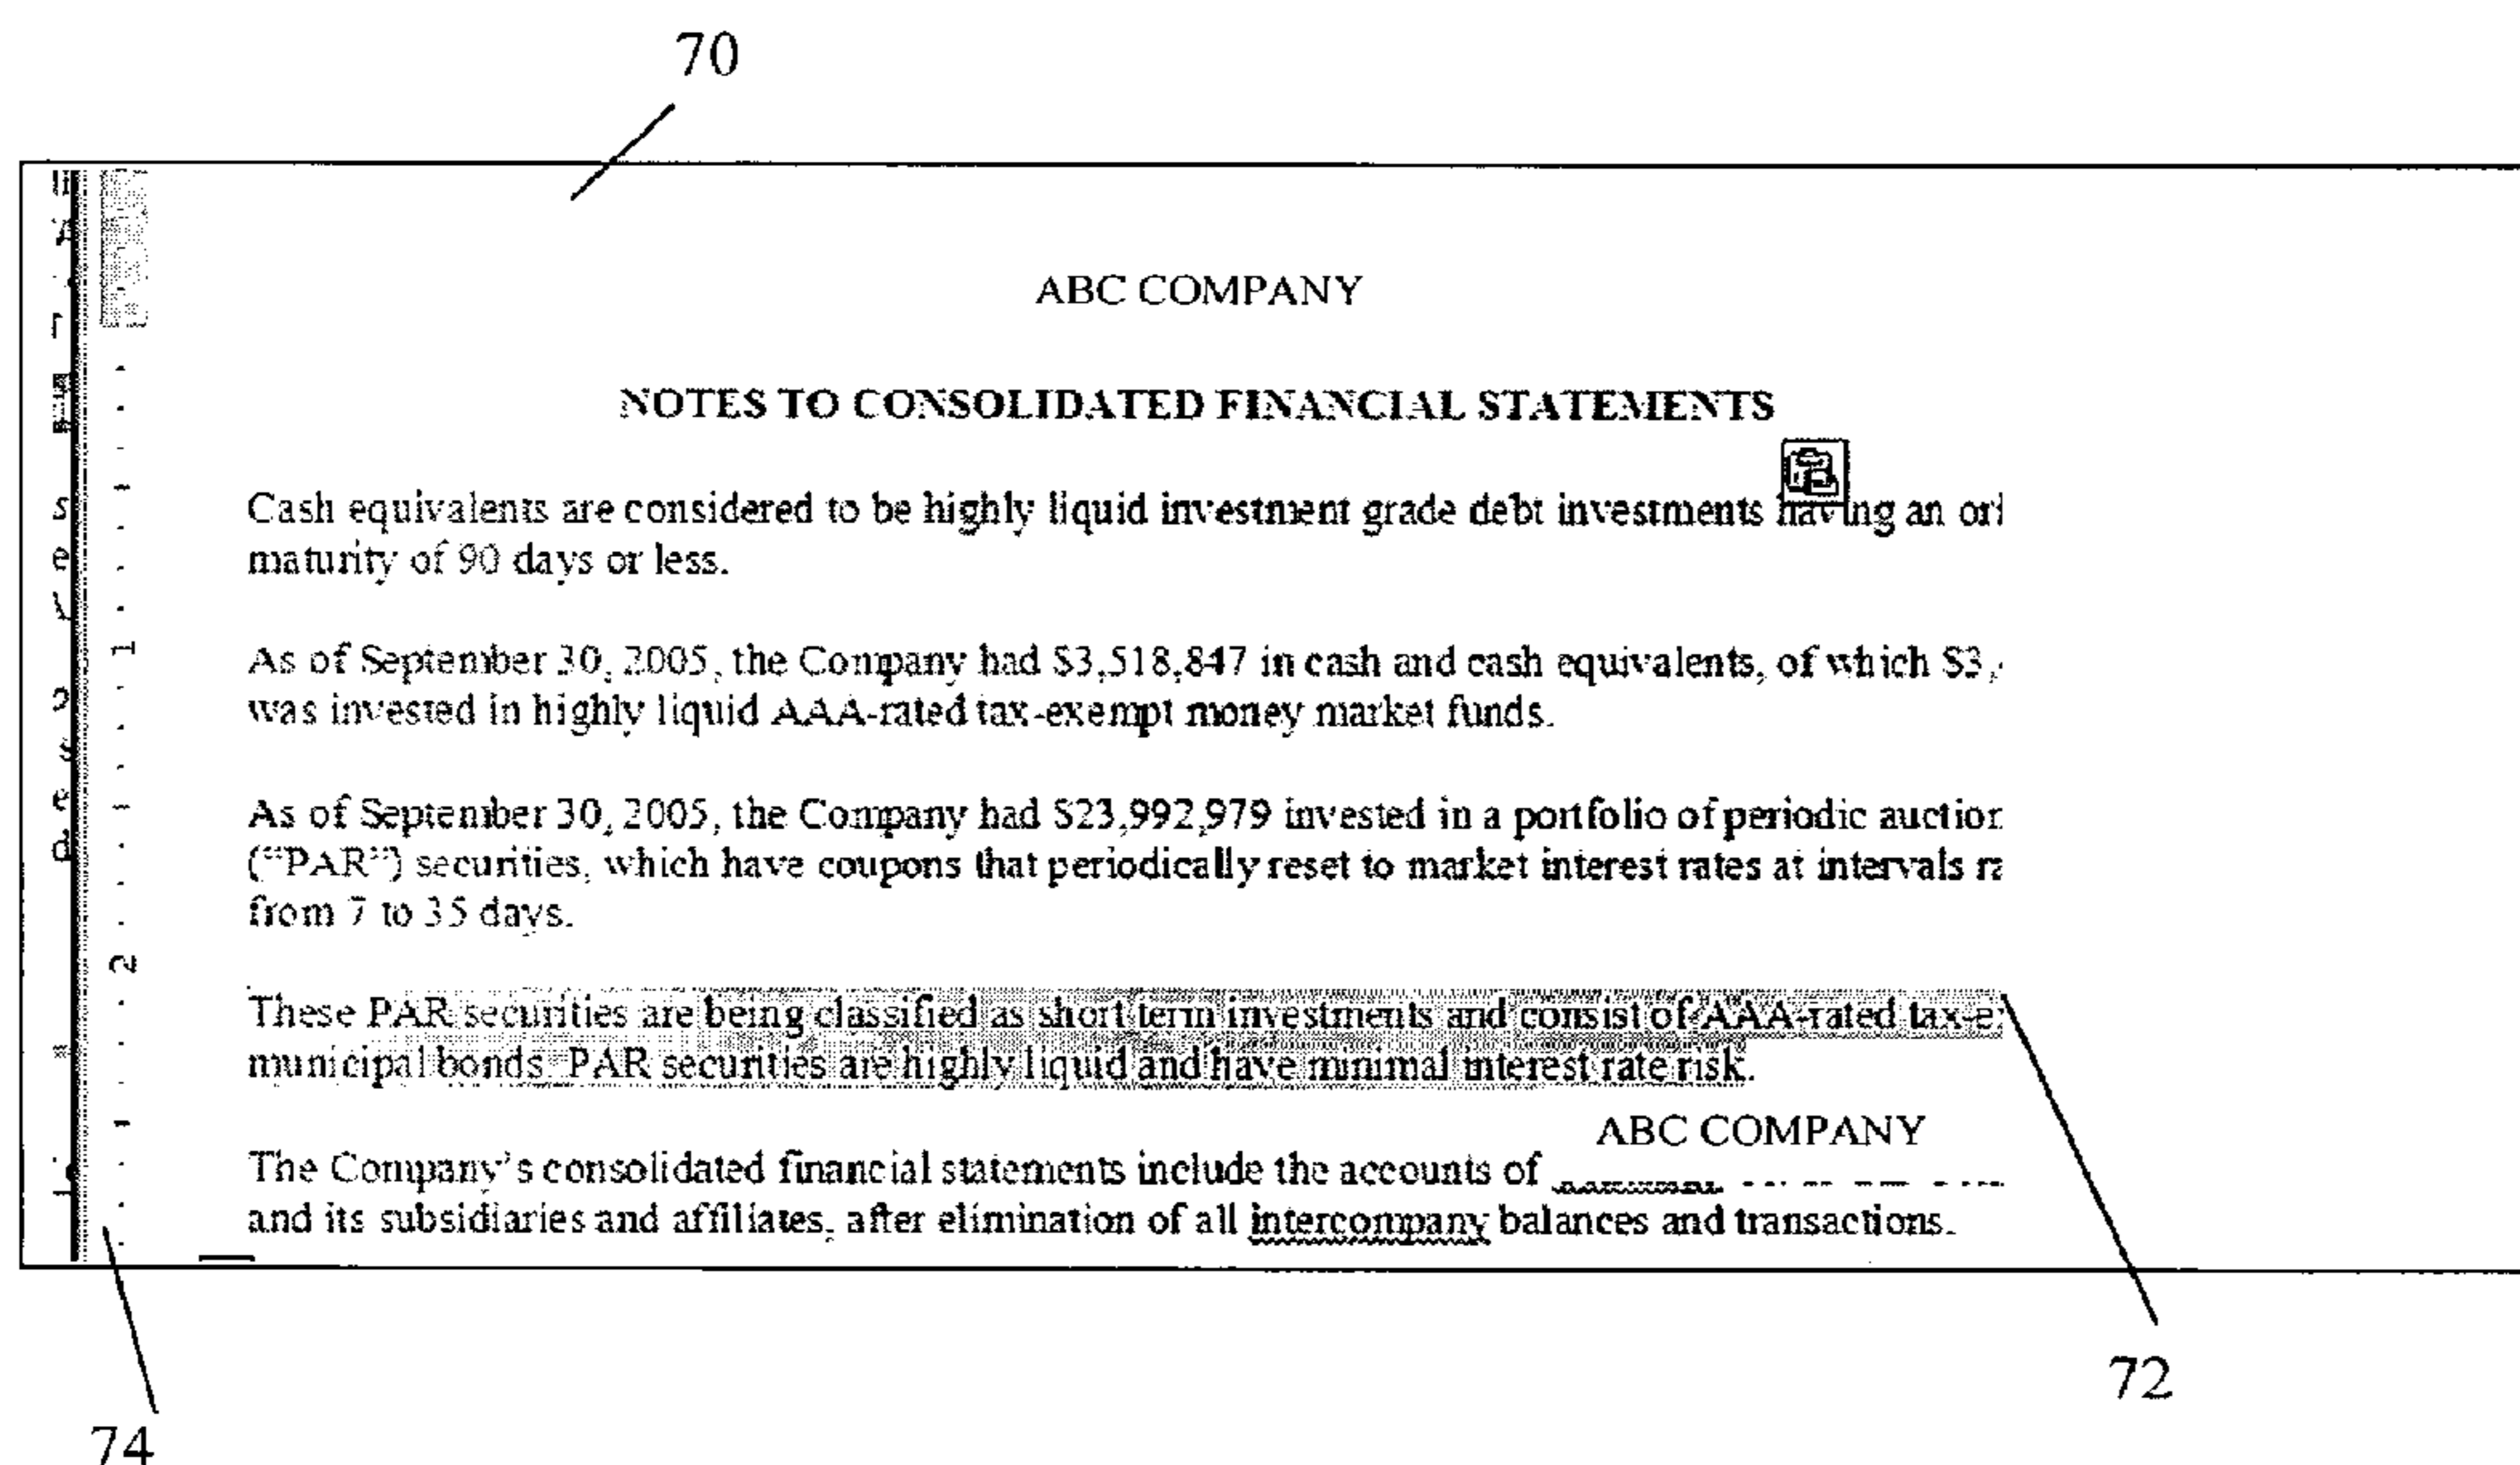 70
ABC COMPANY
NOTES TO CONSOLIDATED FINANCIAL STATEMENTS
Cash equivalents are considered to be highly liquid investment grade debt investments having an
maturity of 90 days or less.
As of September 30, 2005, the Company had $3,518,847 in cash and cash equivalents, of which $3,
was invested in highly liquid AAA-rated tax-exempt money market funds.
1
As of September 30, 2005, the Company had $23,992,979 invested in a portfolio of periodic
("PAR") securities, which have coupons that periodically reset to market interest rates at intervals
from 7 to 35 days.
2
These PAR securities are being classified as short term investments and consist of AAA-rated
municipal bonds. PAR securities are highly liquid and have minimal interest rate risk.
ABC COMPANY
The Company's consolidated financial statements include the accounts of
and its subsidiaries and affiliates, after elimination of all intercompany balances and transactions.
72
74